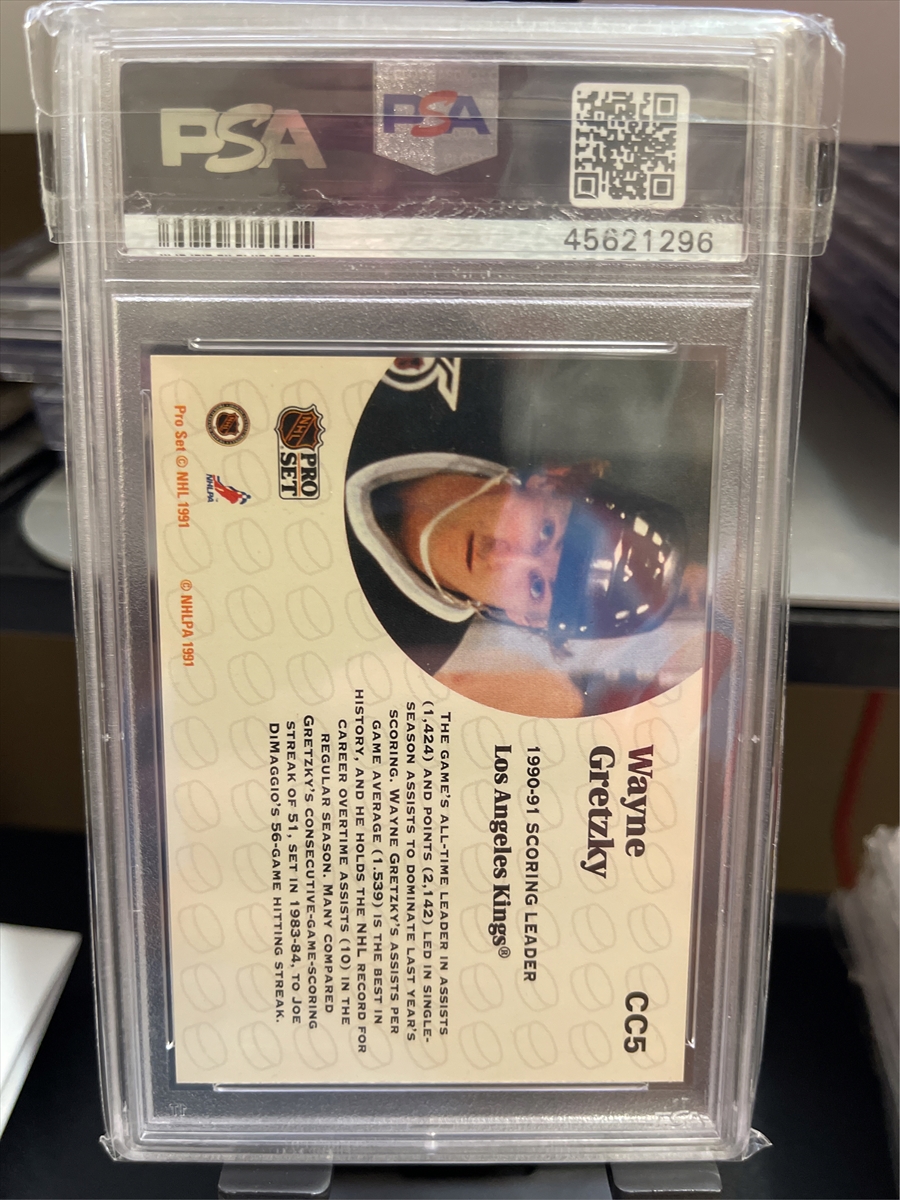 PSA
PSA
45621296
Wayne
Gretzky
CC5
1990-91 SCORING LEADER
Los Angeles Kings®
THE GAME'S ALL-TIME LEADER IN ASSISTS
(1,424) AND POINTS (2,142) LED IN SINGLE-
SEASON ASSISTS TO DOMINATE LAST YEAR'S
SCORING. WAYNE GRETZKY'S ASSISTS PER
GAME AVERAGE (1.539) IS THE BEST IN
HISTORY, AND HE HOLDS THE NHL RECORD FOR
CAREER OVERTIME ASSISTS (10) IN THE
REGULAR SEASON. MANY COMPARED
GRETZKY'S CONSECUTIVE-GAME-SCORING
STREAK OF 51, SET IN 1983-84, TO JOE
DIMAGGIO'S 56-GAME HITTING STREAK.
NHL
PRO
SET
NHLPA
Pro Set © NHL 1991
© NHLPA 1991